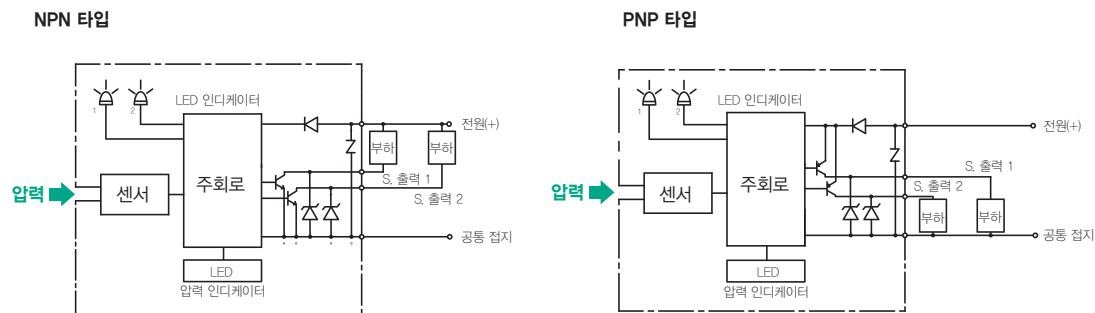 NPN 타입
1
2
LED 인디케이터
전원(+)
부하
부하
압력
센서
주회로
S. 출력 1
S. 출력 2
공통 접지
LED
압력 인디케이터
PNP 타입
1
2
LED 인디케이터
전원(+)
S. 출력 1
압력
센서
주회로
S. 출력 2
부하
부하
공통 접지
LED
압력 인디케이터